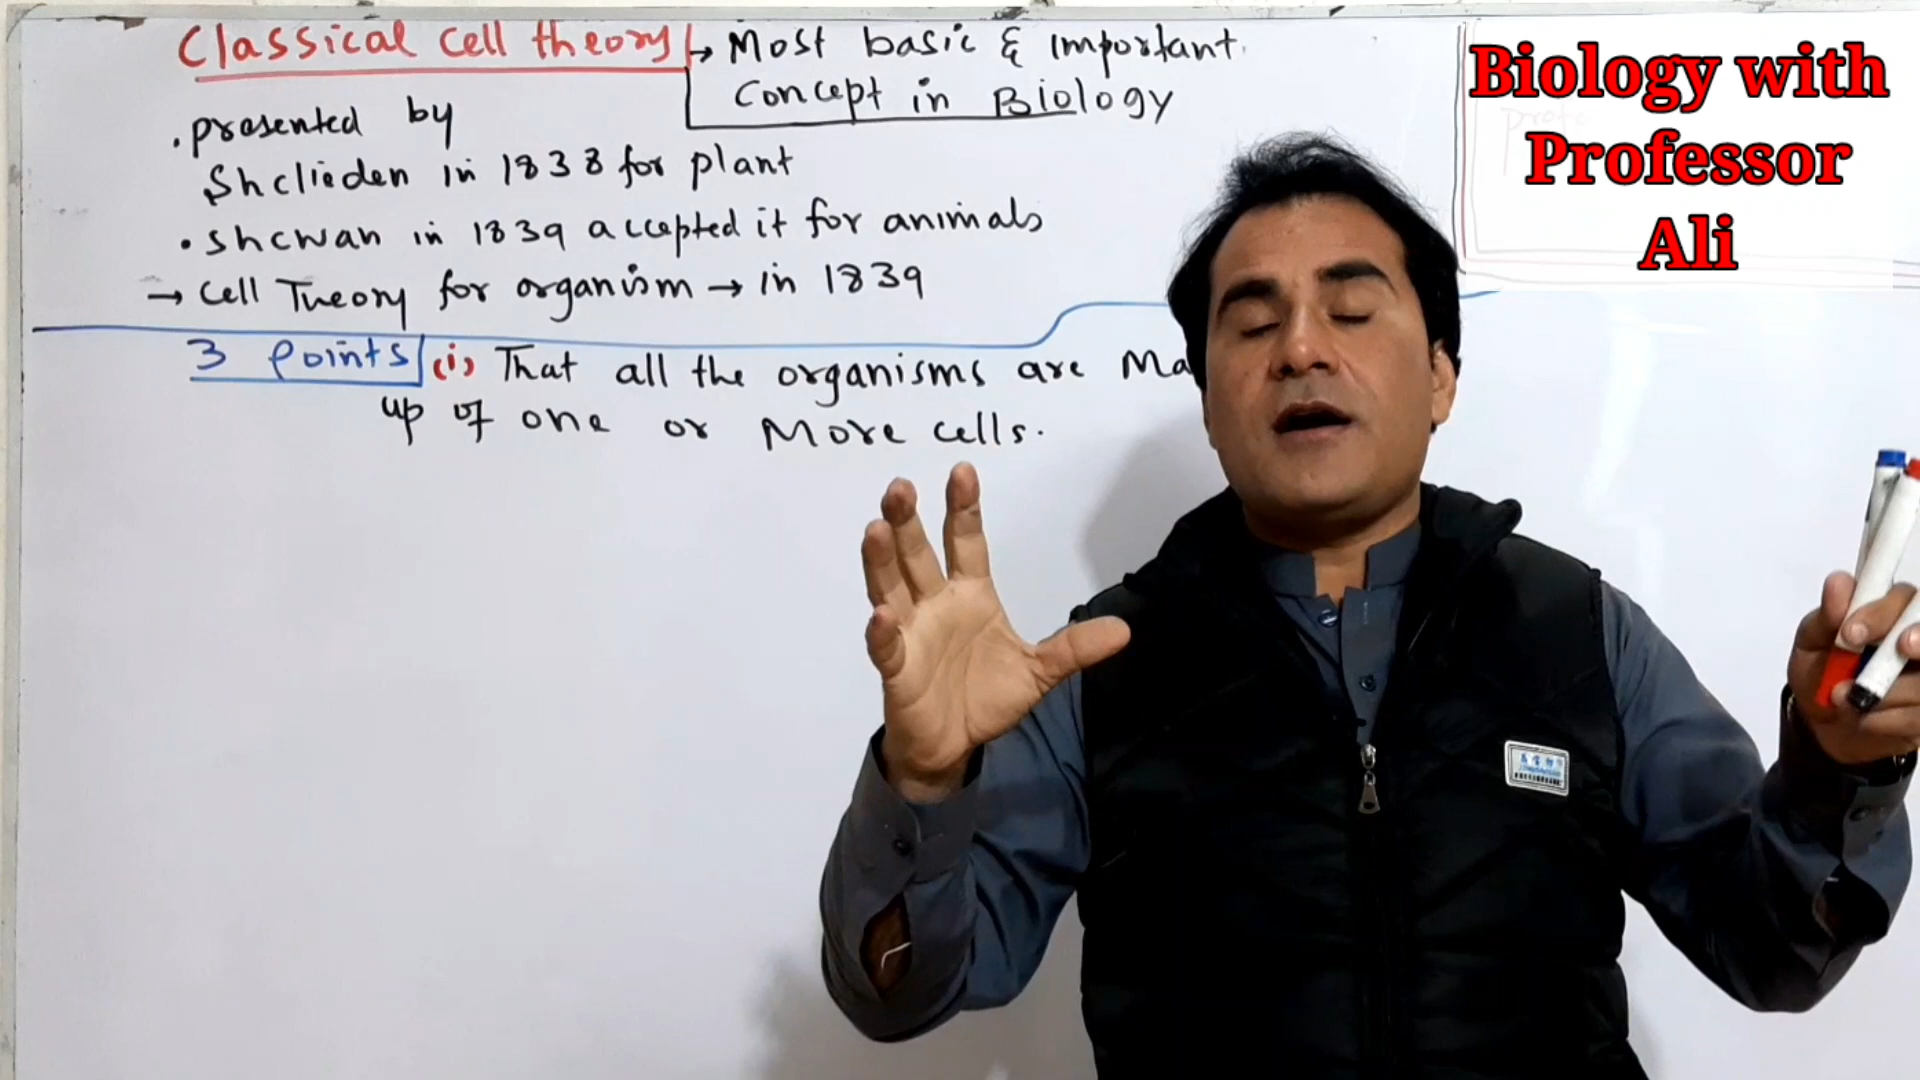 Classical cell theory → Most basic & important
Concept in Biology
• presented by
Shclieden in 1838 for plant
• Shcwan in 1839 accepted it for animals
→ Cell Theory for organism → in 1839
3 points (i) That all the organisms are Ma
up of one or More cells.
Biology with
Professor
Ali